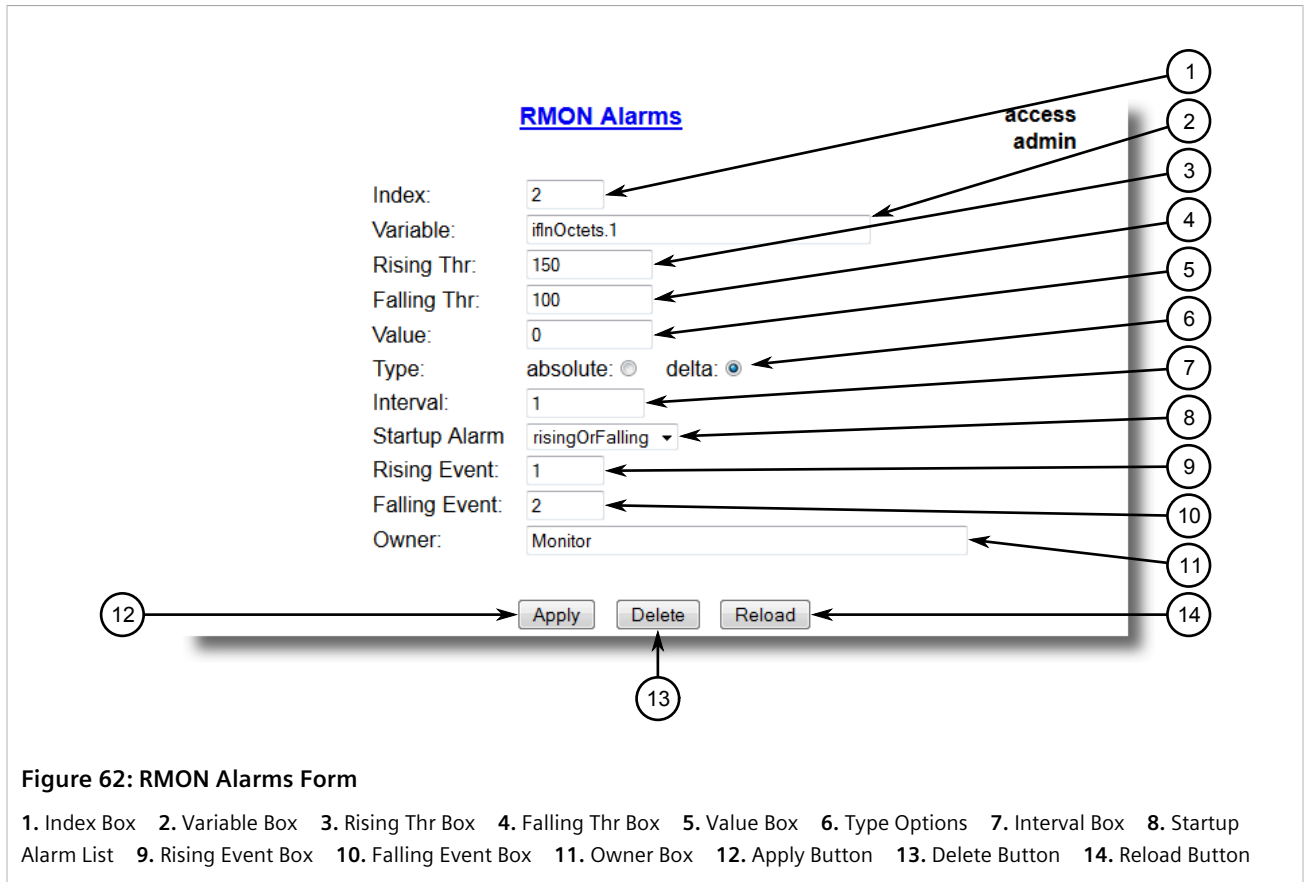 1
RMON Alarms
access
admin
2
3
Index: 2
4
Variable: ifInOctets.1
Rising Thr: 150
5
Falling Thr: 100
6
Value: 0
Type: absolute: delta:
7
Interval: 1
8
Startup Alarm risingOrFalling
Rising Event: 1
9
Falling Event: 2
10
Owner: Monitor
11
12
Apply Delete Reload
14
13
Figure 62: RMON Alarms Form
1. Index Box 2. Variable Box 3. Rising Thr Box 4. Falling Thr Box 5. Value Box 6. Type Options 7. Interval Box 8. Startup
Alarm List 9. Rising Event Box 10. Falling Event Box 11. Owner Box 12. Apply Button 13. Delete Button 14. Reload Button